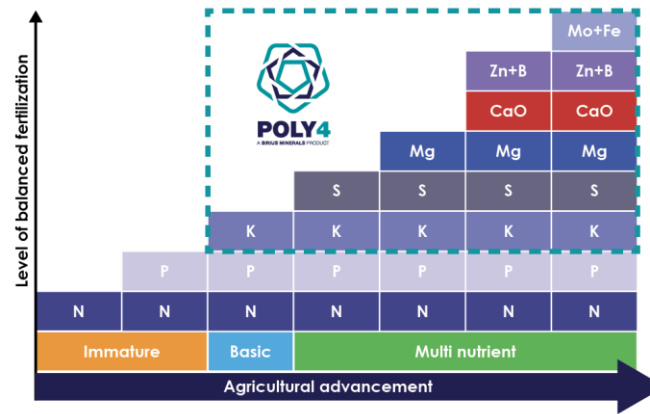 Level of balanced fertilization
POLY4
A SIRIUS MINERALS PRODUCT
Mo+Fe
Zn+B Zn+B
CaO CaO
Mg Mg Mg
S S S S
K K K K K
P P P P P P
N N N N N N N
Immature Basic Multi nutrient
Agricultural advancement